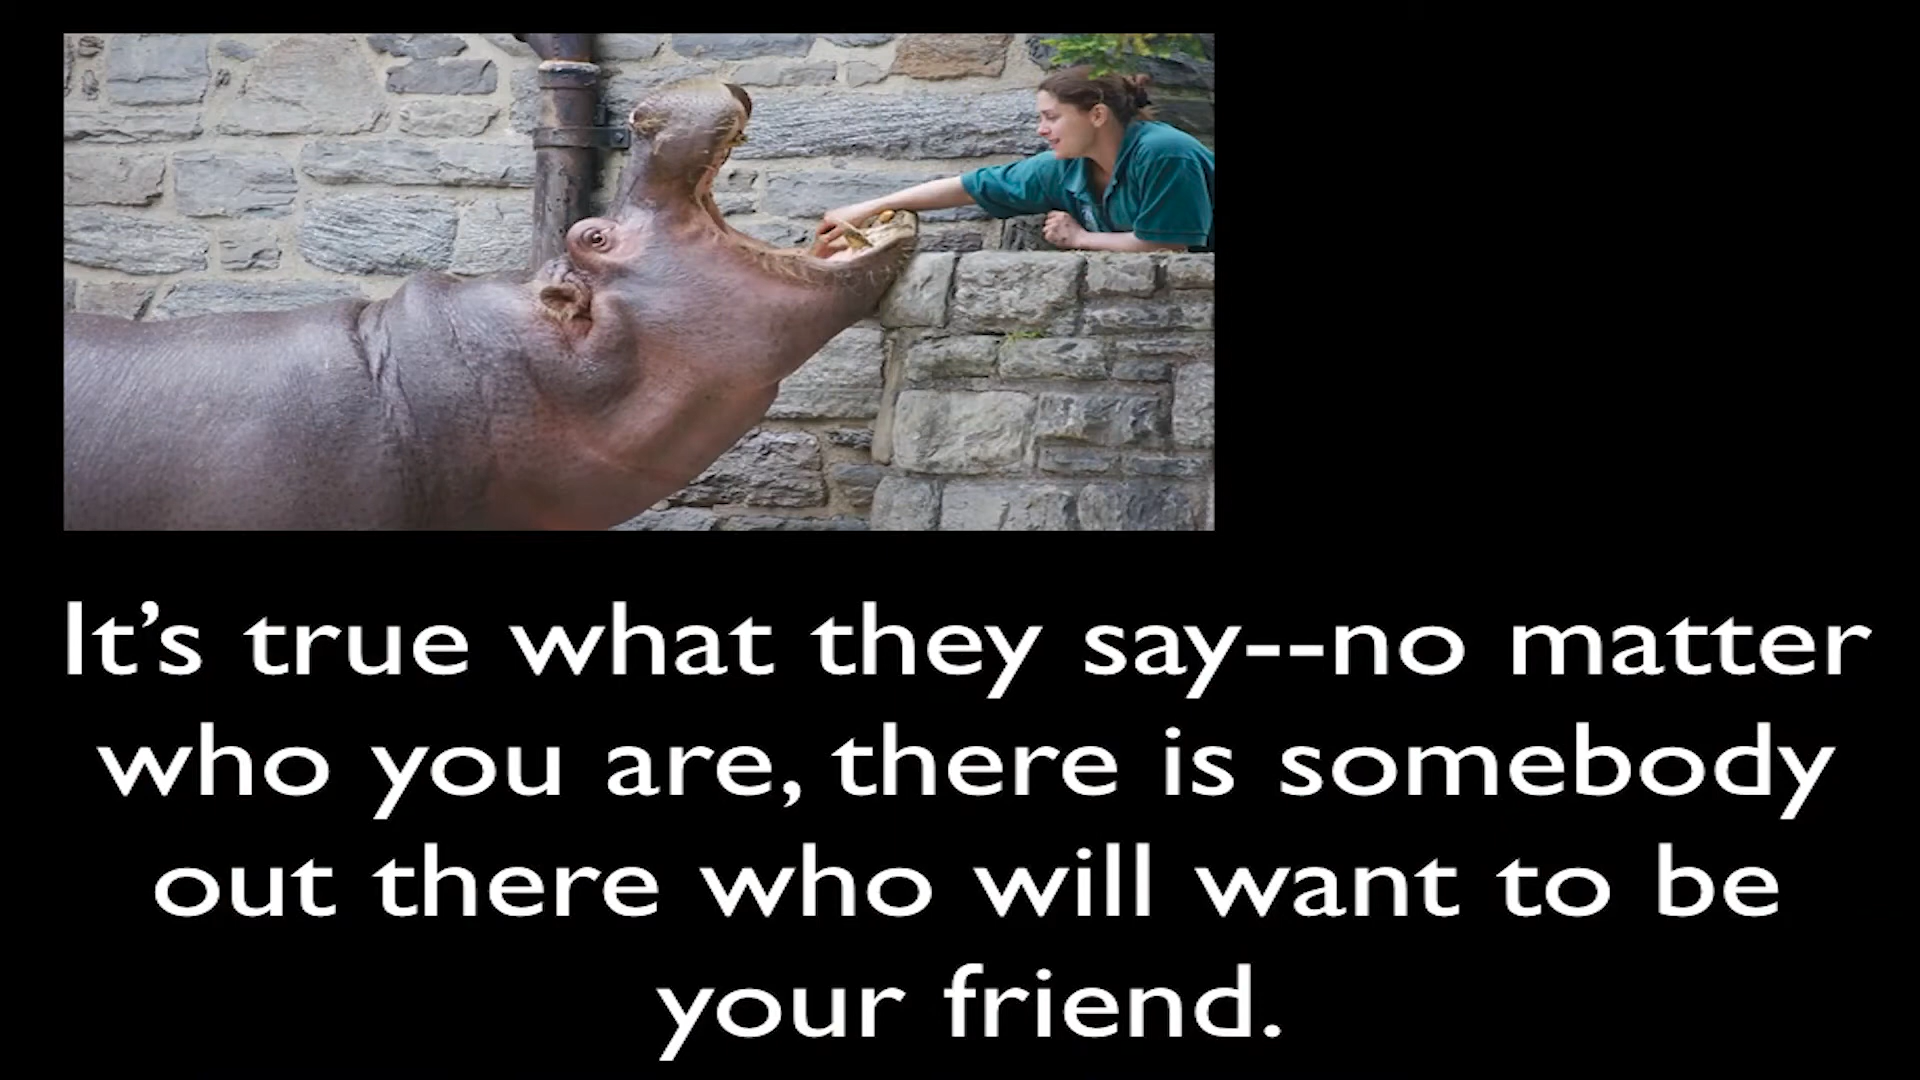 It’s true what they say--no matter
who you are, there is somebody
out there who will want to be
your friend.